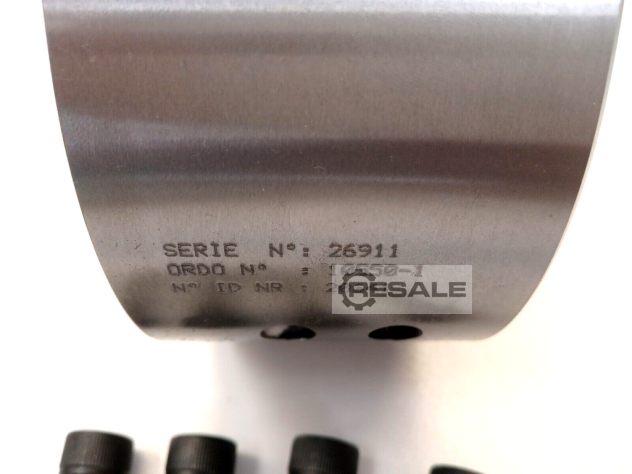 SERIE N°: 26911
ORDO N° :
N° ID NR :
RESALE